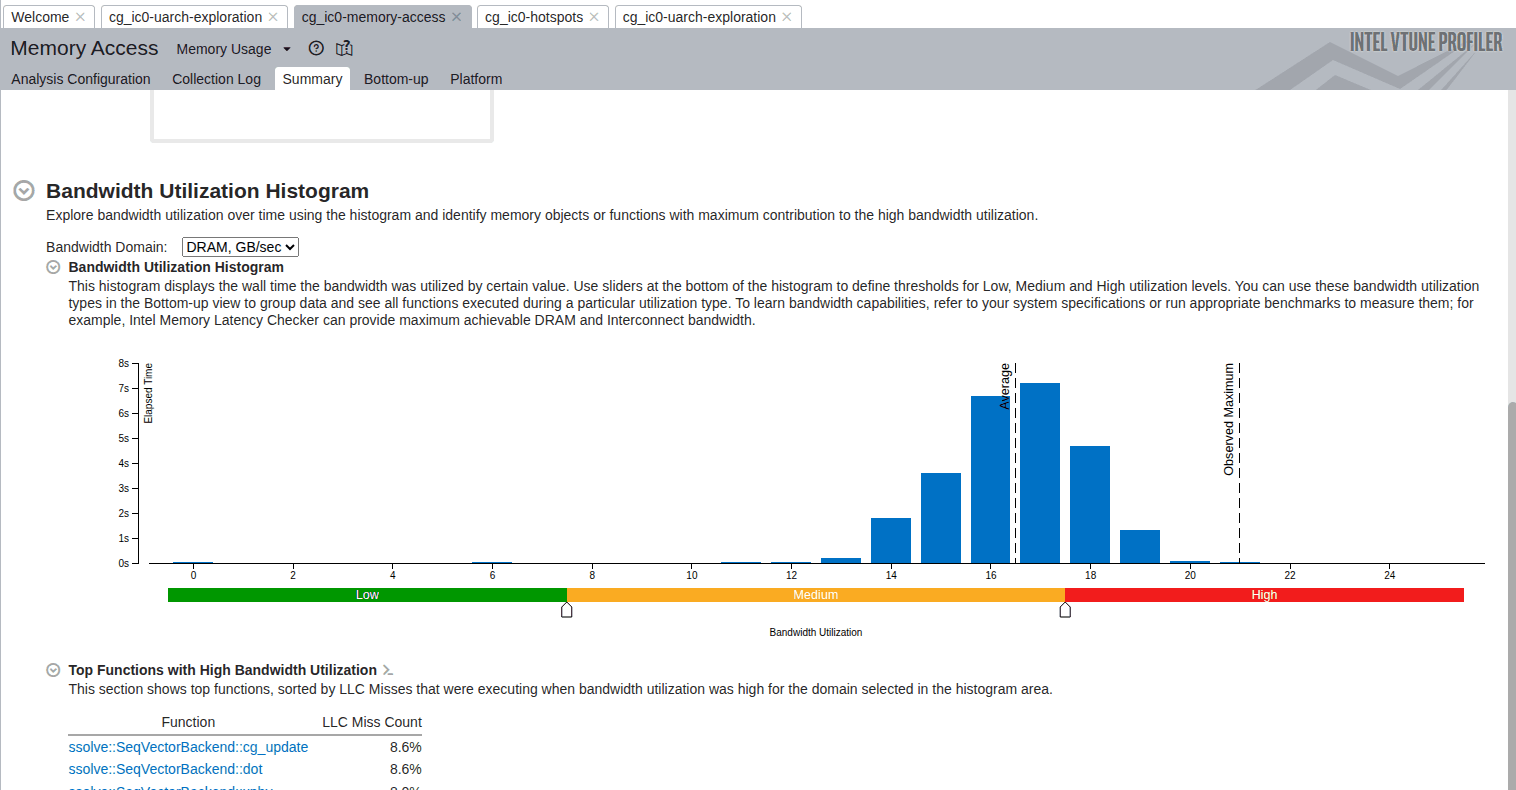 Welcome
cg_ic0-uarch-exploration
cg_ic0-memory-access
cg_ic0-hotspots
cg_ic0-uarch-exploration
Memory Access Memory Usage
INTEL VTUNE PROFILER
Analysis Configuration Collection Log Summary Bottom-up Platform
Bandwidth Utilization Histogram
Explore bandwidth utilization over time using the histogram and identify memory objects or functions with maximum contribution to the high bandwidth utilization.
Bandwidth Domain: DRAM, GB/sec
Bandwidth Utilization Histogram
This histogram displays the wall time the bandwidth was utilized by certain value. Use sliders at the bottom of the histogram to define thresholds for Low, Medium and High utilization levels. You can use these bandwidth utilization
types in the Bottom-up view to group data and see all functions executed during a particular utilization type. To learn bandwidth capabilities, refer to your system specifications or run appropriate benchmarks to measure them; for
example, Intel Memory Latency Checker can provide maximum achievable DRAM and Interconnect bandwidth.
8s
7s
6s
5s
4s
3s
2s
1s
0s
Elapsed Time
Average
Observed Maximum
0 2 4 6 8 10 12 14 16 18 20 22 24
Low Medium High
Bandwidth Utilization
Top Functions with High Bandwidth Utilization
This section shows top functions, sorted by LLC Misses that were executing when bandwidth utilization was high for the domain selected in the histogram area.
Function LLC Miss Count
ssolve::SeqVectorBackend::cg_update 8.6%
ssolve::SeqVectorBackend::dot 8.6%